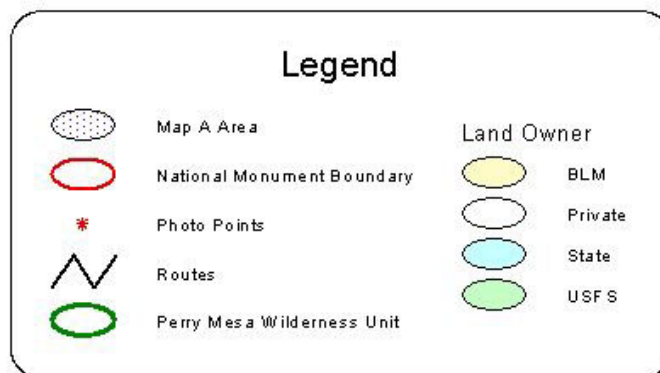 Legend
Map A Area
National Monument Boundary
Photo Points
Routes
Perry Mesa Wilderness Unit
Land Owner
BLM
Private
State
USFS